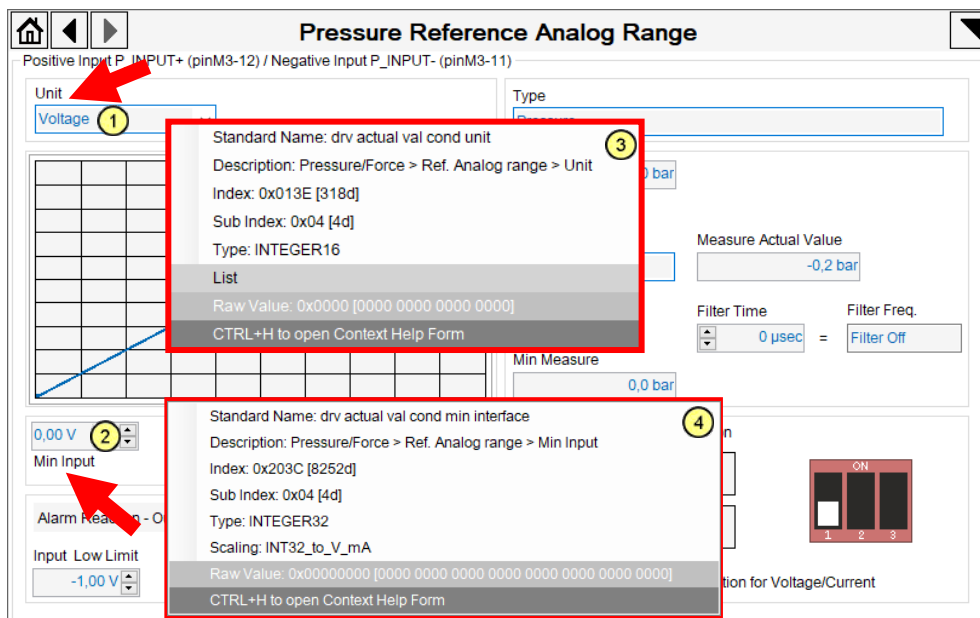 Pressure Reference Analog Range
Positive Input P_INPUT+ (pinM3-12) / Negative Input P_INPUT- (pinM3-11)
Unit
Voltage
1
Type
Pressure
Standard Name: drv actual val cond unit
3
Description: Pressure/Force > Ref. Analog range > Unit
Index: 0x013E [318d]
Sub Index: 0x04 [4d]
Type: INTEGER16
List
Raw Value: 0x0000 [0000 0000 0000 0000]
CTRL+H to open Context Help Form
bar
Measure Actual Value
-0,2 bar
Filter Time
Filter Freq.
0 µsec
=
Filter Off
Min Measure
0,0 bar
0,00 V
2
Min Input
Standard Name: drv actual val cond min interface
4
Description: Pressure/Force > Ref. Analog range > Min Input
Index: 0x203C [8252d]
Sub Index: 0x04 [4d]
Type: INTEGER32
Scaling: INT32_to_V_mA
Raw Value: 0x00000000 [0000 0000 0000 0000 0000 0000 0000 0000]
CTRL+H to open Context Help Form
ON
1 2 3
for Voltage/Current
Alarm Reaction - O
Input Low Limit
-1,00 V